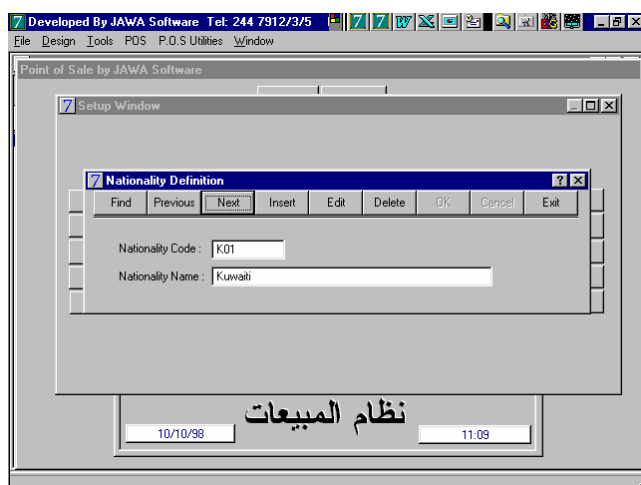 Developed By JAWA Software Tel: 244 7912/3/5
File Design Tools POS P.O.S Utilities Window
Point of Sale by JAWA Software
Setup Window
Nationality Definition
Find Previous Next Insert Edit Delete OK Cancel Exit
Nationality Code : K01
Nationality Name : Kuwaiti
نظام المبيعات
10/10/98 11:09